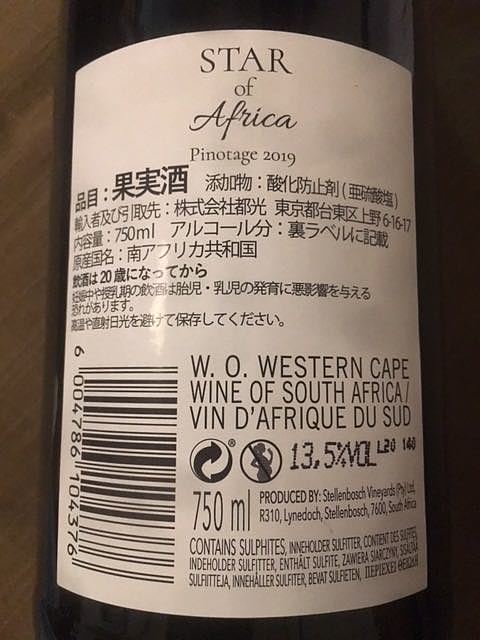 STAR
of
Africa
Pinotage 2019
品目：果実酒 添加物：酸化防止剤(亜硫酸塩)
輸入者及び引取先：株式会社都光 東京都台東区上野6-16-17
内容量：750ml アルコール分：裏ラベルに記載
原産国名：南アフリカ共和国
飲酒は20歳になってから
妊娠中や授乳期の飲酒は胎児・乳児の発育に悪影響を与える
恐れがあります。
高温や直射日光を避けて保存してください。
W. O. WESTERN CAPE
WINE OF SOUTH AFRICA /
VIN D'AFRIQUE DU SUD
6 004786 104376
13,5%VOL L20 140
750 ml
PRODUCED BY: Stellenbosch Vineyards (Pty) Ltd,
R310, Lynedoch, Stellenbosch, 7600, South Africa
CONTAINS SULPHITES, INNEHOLDER SULFITTER, CONTIENT DES SULFITES,
INDEHOLDER SULFITTER, ENTHÄLT SULFITE, ZAWIERA SIARCZYNY, SISÄLTÄÄ
SULFIITTEJA, INNEHÅLLER SULFITER, BEVAT SULFIETEN, ΠΕΡΙΕΧΕΙ